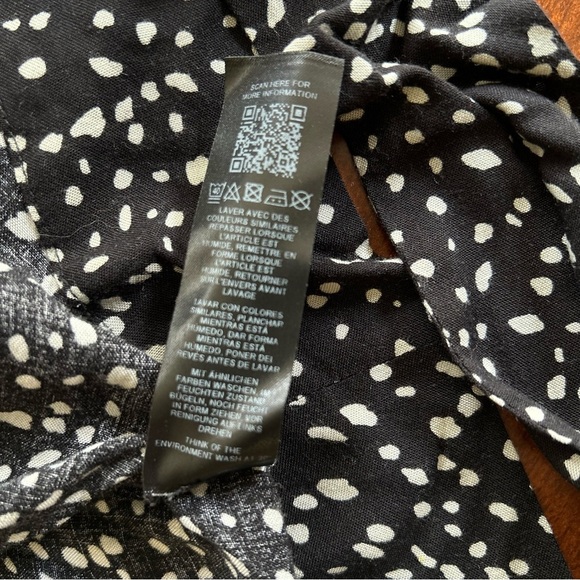 SCAN HERE FOR
MORE INFORMATION
LAVER AVEC DES
COULEURS SIMILAIRES
REPASSER LORSQUE
L'ARTICLE EST
HUMIDE, REMETTRE EN
FORME LORSQUE
L'ARTICLE EST
HUMIDE, RETOURNER
SUR L'ENVERS AVANT
LAVAGE
LAVAR CON COLORES
SIMILARES, PLANCHAR
MIENTRAS ESTÁ
HUMEDO, DAR FORMA
MIENTRAS ESTÁ
HUMEDO, PONER DEL
REVÉS ANTES DE LAVAR
MIT ÄHNLICHEN
FARBEN WASCHEN, IM
FEUCHTEN ZUSTAND
BÜGELN, NOCH FEUCHT
IN FORM ZIEHEN, VOR
REINIGUNG AUF LINKS
DREHEN
THINK OF THE
ENVIRONMENT WASH AT